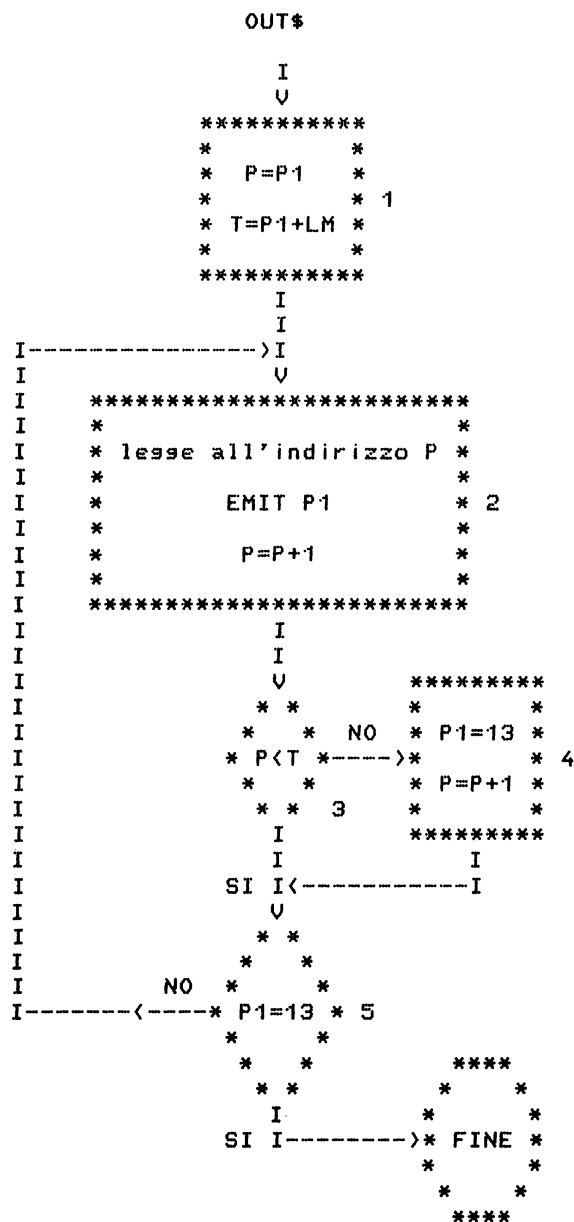 OUT$
P=P1
1
T=P1+LM
legge all'indirizzo P
EMIT P1
2
P=P+1
NO
P1=13
P<T
4
P=P+1
3
SI
NO
P1=13
5
SI
FINE